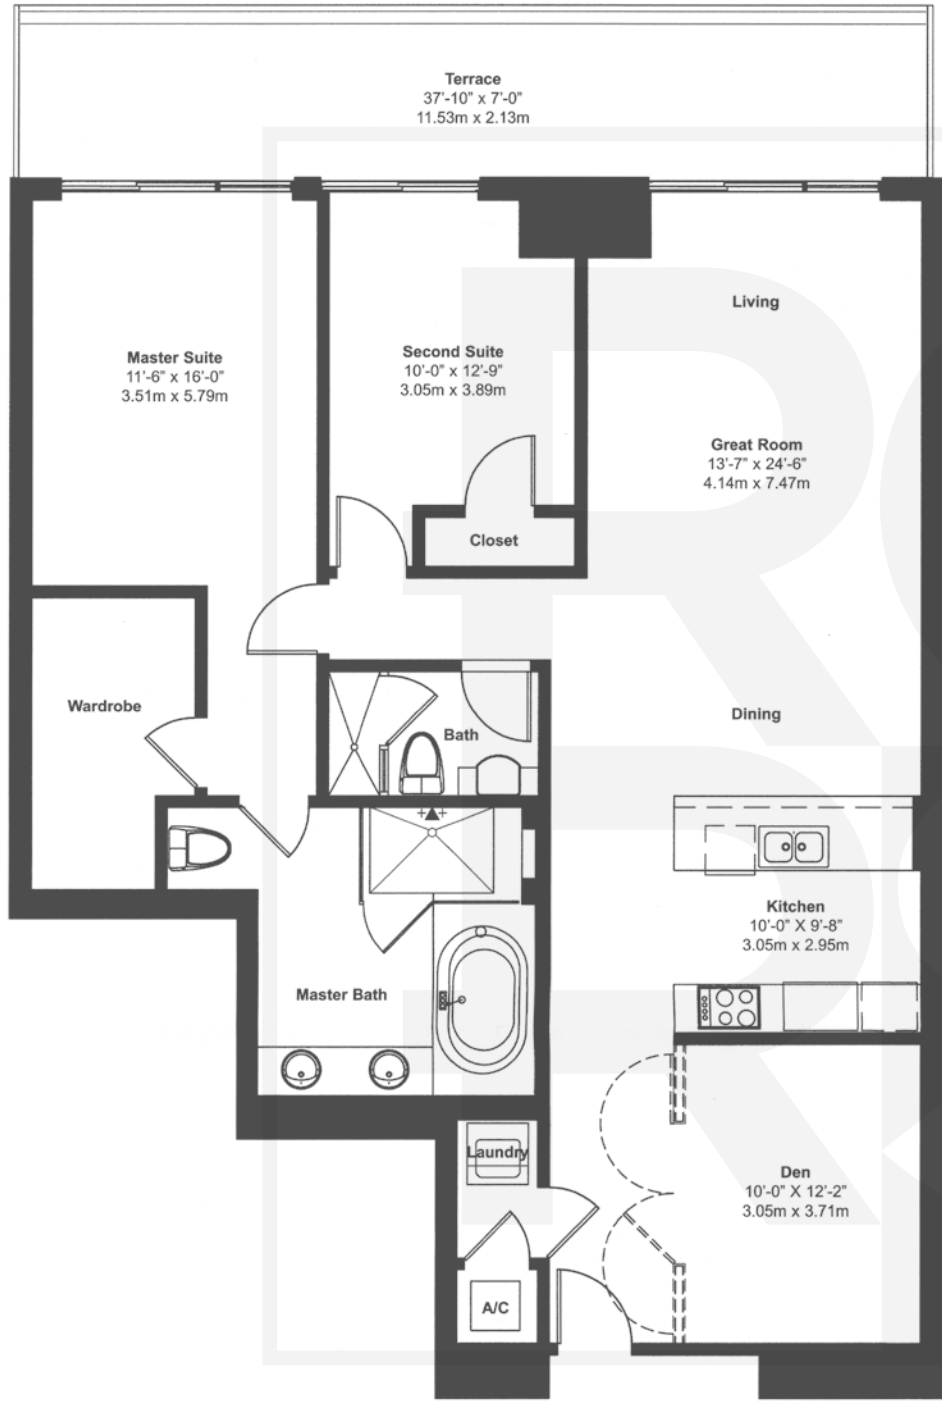 Terrace
37'-10" x 7'-0"
11.53m x 2.13m
Living
Master Suite
11'-6" x 16'-0"
3.51m x 5.79m
Second Suite
10'-0" x 12'-9"
3.05m x 3.89m
Great Room
13'-7" x 24'-6"
4.14m x 7.47m
Closet
Wardrobe
Bath
Dining
Kitchen
10'-0" X 9'-8"
3.05m x 2.95m
Master Bath
Laundry
Den
10'-0" X 12'-2"
3.05m x 3.71m
A/C